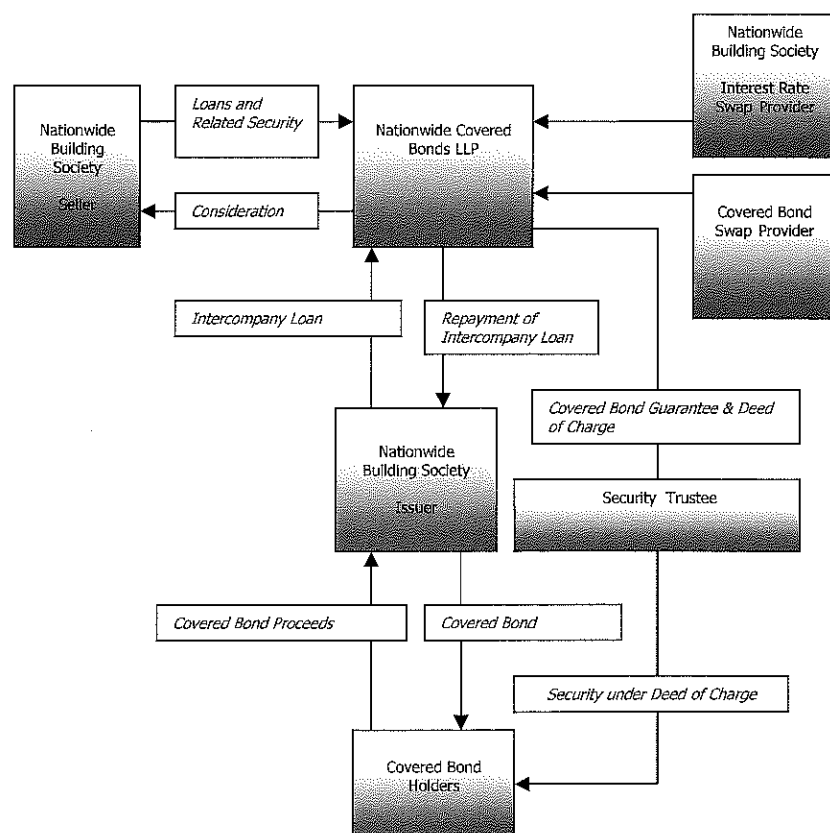 Nationwide
Building Society
Interest Rate
Swap Provider
Nationwide
Building
Society
Seller
Loans and
Related Security
Nationwide Covered
Bonds LLP
Consideration
Covered Bond
Swap Provider
Intercompany Loan
Repayment of
Intercompany Loan
Covered Bond Guarantee & Deed
of Charge
Nationwide
Building Society
Issuer
Security Trustee
Covered Bond Proceeds
Covered Bond
Security under Deed of Charge
Covered Bond
Holders